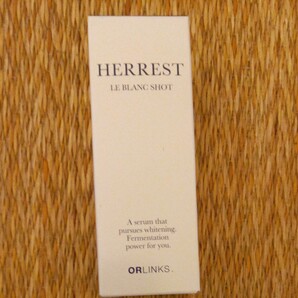 HERREST
LE BLANC SHOT
A serum that
pursues whitening.
Fermentation
power for you.
ORLINKS